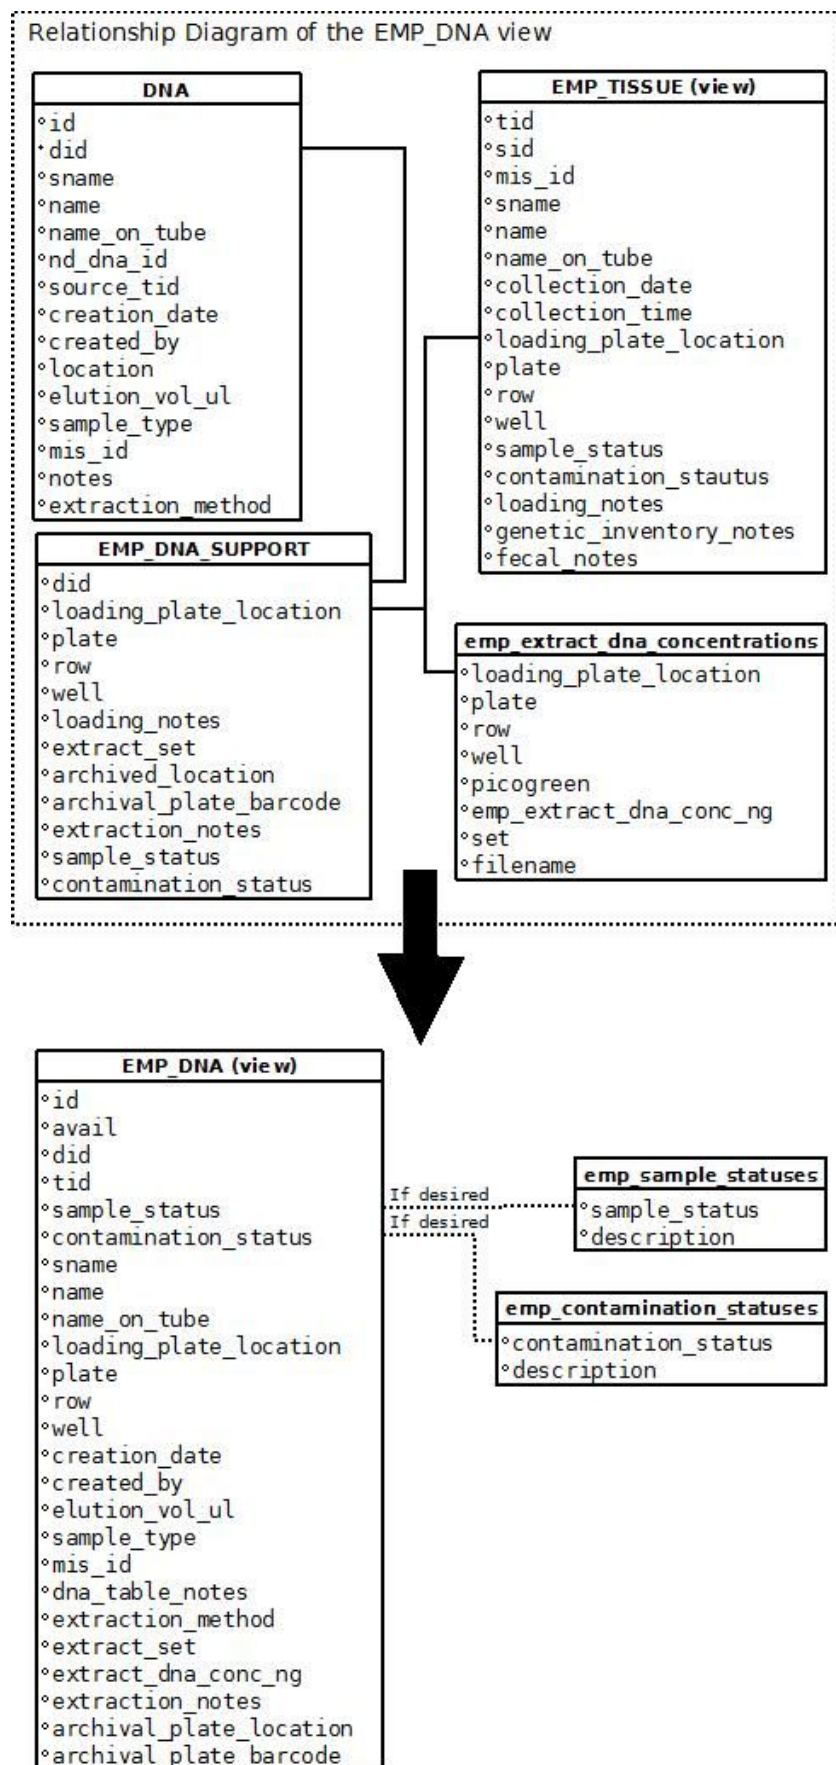 Relationship Diagram of the EMP_DNA view
DNA
id
did
sname
name
name_on_tube
nd_dna_id
source_tid
creation_date
created_by
location
elution_vol_ul
sample_type
mis_id
notes
extraction_method
EMP_TISSUE (view)
tid
sid
mis_id
sname
name
name_on_tube
collection_date
collection_time
loading_plate_location
plate
row
well
sample_status
contamination_stautus
loading_notes
genetic_inventory_notes
fecal_notes
EMP_DNA_SUPPORT
did
loading_plate_location
plate
row
well
loading_notes
extract_set
archived_location
archival_plate_barcode
extraction_notes
sample_status
contamination_status
emp_extract_dna_concentrations
loading_plate_location
plate
row
well
picogreen
emp_extract_dna_conc_ng
set
filename
EMP_DNA (view)
id
avail
did
tid
sample_status
contamination_status
sname
name
name_on_tube
loading_plate_location
plate
row
well
creation_date
created_by
elution_vol_ul
sample_type
mis_id
dna_table_notes
extraction_method
extract_set
extract_dna_conc_ng
extraction_notes
archival_plate_location
archival_plate_barcode
If desired
If desired
emp_sample_statuses
sample_status
description
emp_contamination_statuses
contamination_status
description